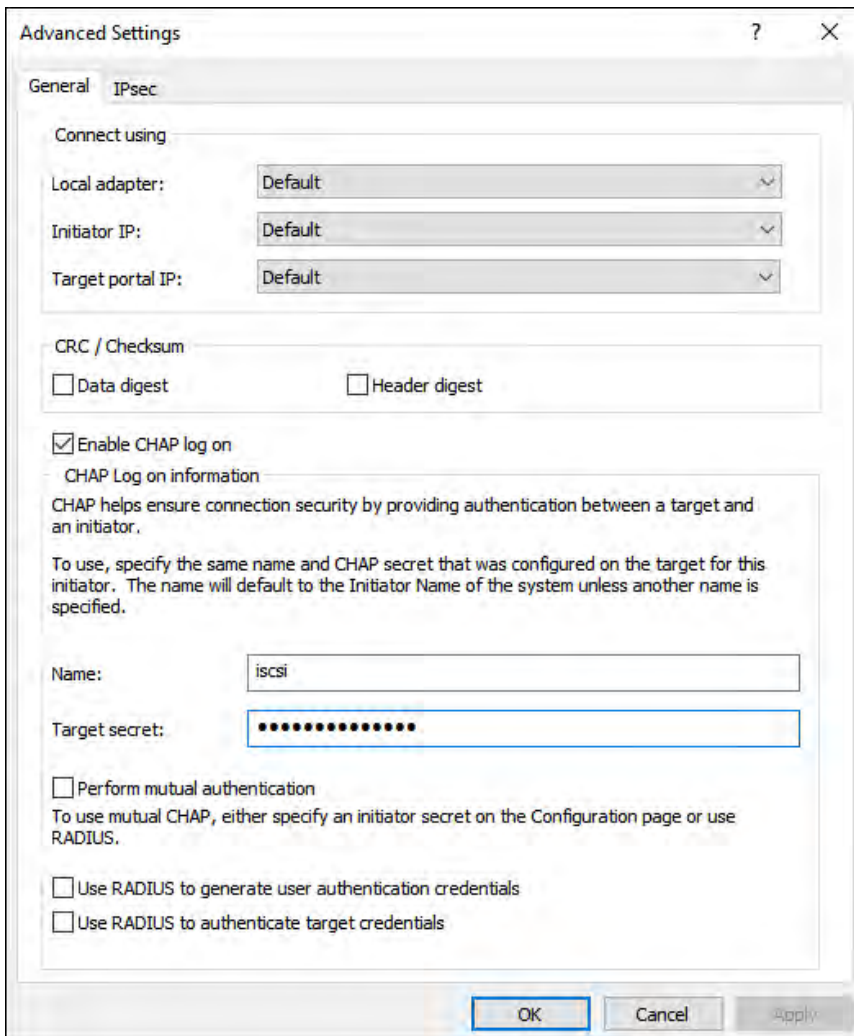 Advanced Settings
?
General
IPsec
Connect using
Local adapter:
Default
Initiator IP:
Default
Target portal IP:
Default
CRC / Checksum
Data digest
Header digest
Enable CHAP log on
CHAP Log on information
CHAP helps ensure connection security by providing authentication between a target and
an initiator.
To use, specify the same name and CHAP secret that was configured on the target for this
initiator.  The name will default to the Initiator Name of the system unless another name is
specified.
Name:
iscsi
Target secret:
••••••••••••••
Perform mutual authentication
To use mutual CHAP, either specify an initiator secret on the Configuration page or use
RADIUS.
Use RADIUS to generate user authentication credentials
Use RADIUS to authenticate target credentials
OK
Cancel
Apply